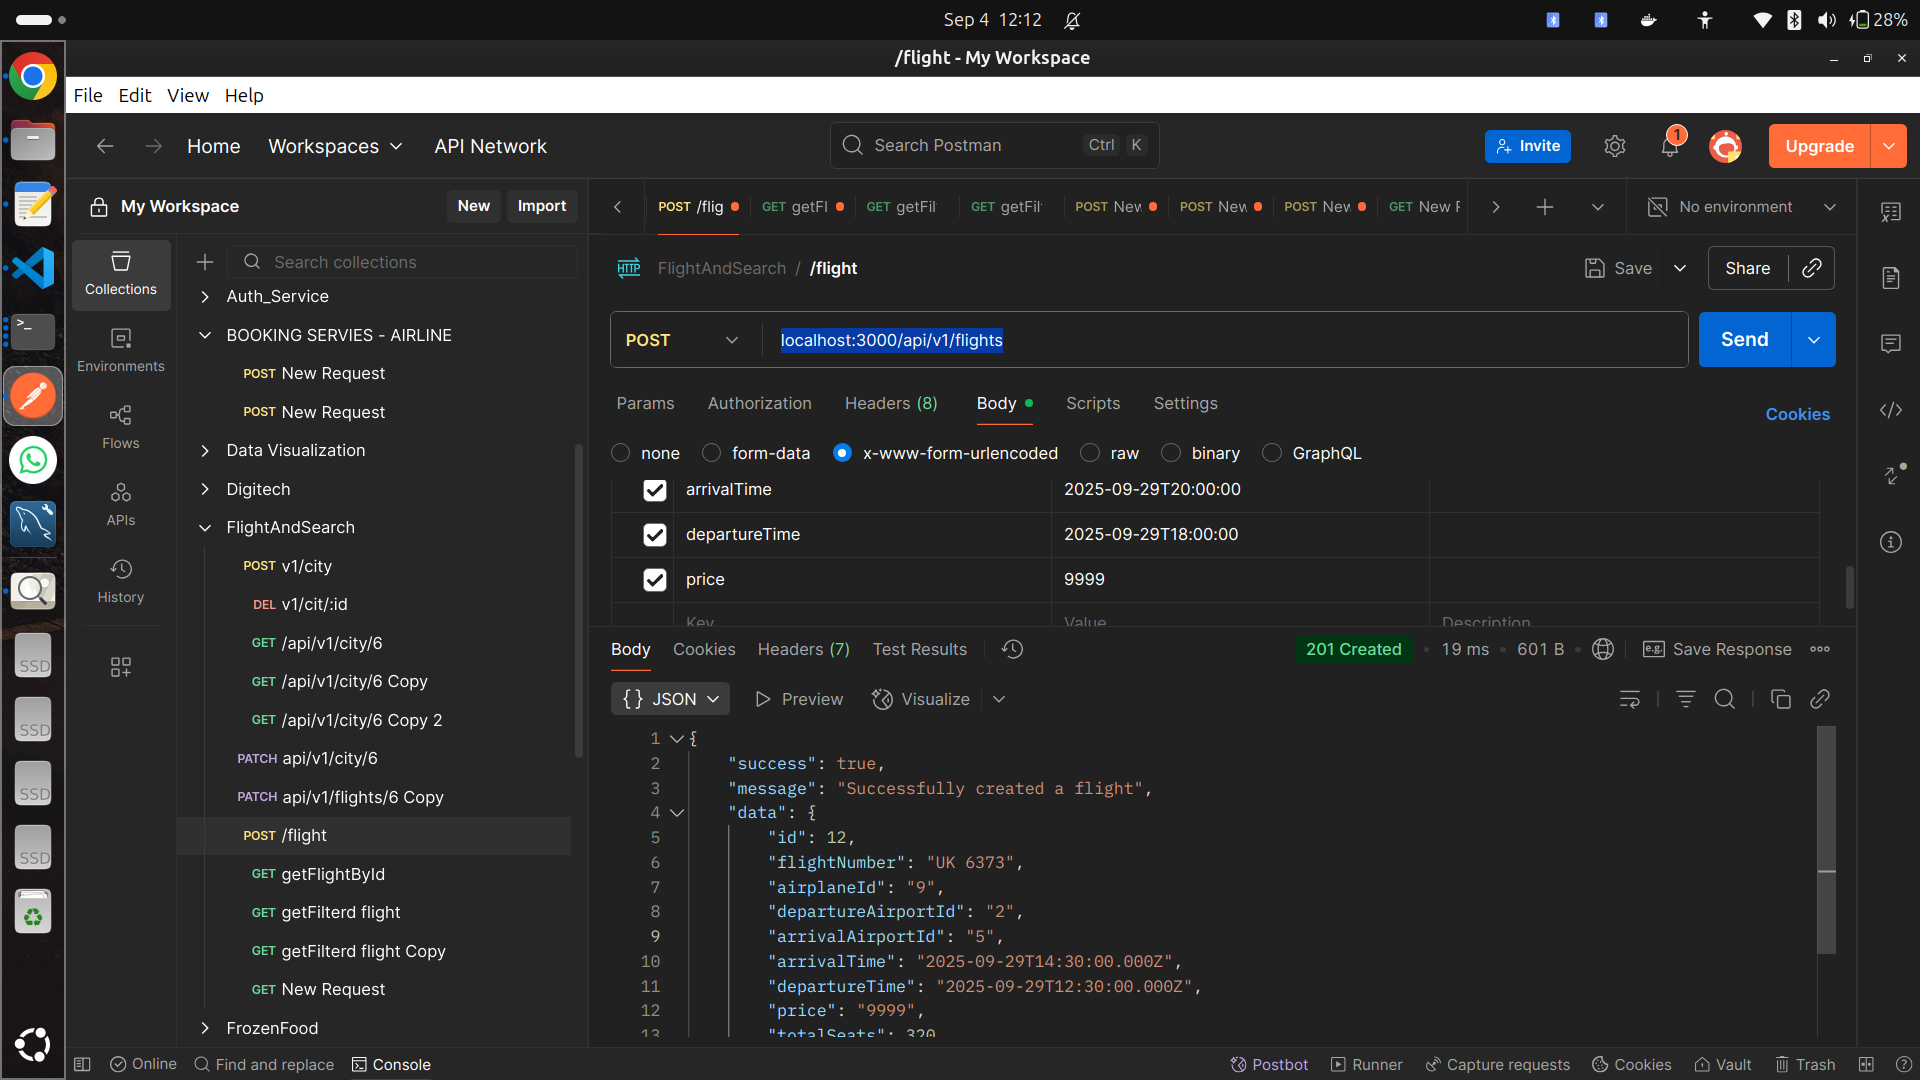 Sep 4 12:12
28%
/flight - My Workspace
File Edit View Help
Home Workspaces API Network
Search Postman Ctrl K
Invite
1
Upgrade
My Workspace
New Import
POST /flig
GET getFl
GET getFil
GET getFil
POST New
POST New
POST New
GET New F
No environment
Collections
Environments
Flows
APIs
History
Search collections
Auth_Service
BOOKING SERVIES - AIRLINE
POST New Request
POST New Request
Data Visualization
Digitech
FlightAndSearch
POST v1/city
DEL v1/cit/:id
GET /api/v1/city/6
GET /api/v1/city/6 Copy
GET /api/v1/city/6 Copy 2
PATCH api/v1/city/6
PATCH api/v1/flights/6 Copy
POST /flight
GET getFlightById
GET getFilterd flight
GET getFilterd flight Copy
GET New Request
FrozenFood
HTTP FlightAndSearch / /flight
Save Share
POST localhost:3000/api/v1/flights
Send
Params Authorization Headers (8) Body Scripts Settings
Cookies
none form-data x-www-form-urlencoded raw binary GraphQL
arrivalTime 2025-09-29T20:00:00
departureTime 2025-09-29T18:00:00
price 9999
Key Value Description
Body Cookies Headers (7) Test Results
201 Created 19 ms 601 B e.g. Save Response
{} JSON Preview Visualize
1 {
2 "success": true,
3 "message": "Successfully created a flight",
4 "data": {
5 "id": 12,
6 "flightNumber": "UK 6373",
7 "airplaneId": "9",
8 "departureAirportId": "2",
9 "arrivalAirportId": "5",
10 "arrivalTime": "2025-09-29T14:30:00.000Z",
11 "departureTime": "2025-09-29T12:30:00.000Z",
12 "price": "9999",
13 "totalSeats": 320
SSD
SSD
SSD
SSD
Online Find and replace Console
Postbot Runner Capture requests Cookies Vault Trash